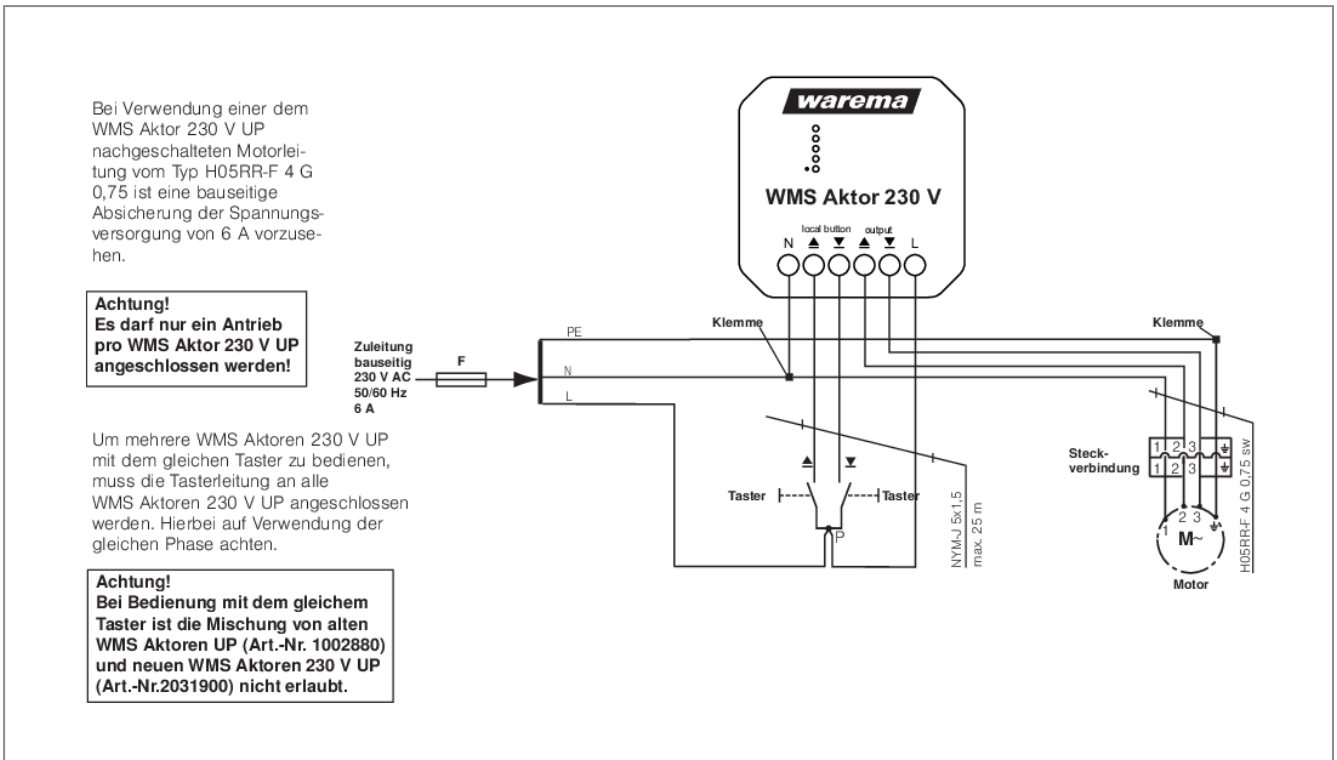 Bei Verwendung einer dem
WMS Aktor 230 V UP
nachgeschalteten Motorlei-
tung vom Typ H05RR-F 4 G
0,75 ist eine bauseitige
Absicherung der Spannungs-
versorgung von 6 A vorzuse-
hen.
Achtung!
Es darf nur ein Antrieb
pro WMS Aktor 230 V UP
angeschlossen werden!
Um mehrere WMS Aktoren 230 V UP
mit dem gleichen Taster zu bedienen,
muss die Tasterleitung an alle
WMS Aktoren 230 V UP angeschlossen
werden. Hierbei auf Verwendung der
gleichen Phase achten.
Achtung!
Bei Bedienung mit dem gleichem
Taster ist die Mischung von alten
WMS Aktoren UP (Art.-Nr. 1002880)
und neuen WMS Aktoren 230 V UP
(Art.-Nr.2031900) nicht erlaubt.
warema
WMS Aktor 230 V
local button output
N L
Klemme
Klemme
Zuleitung
bauseitig
230 V AC
50/60 Hz
6 A
F
PE
N
L
Taster
Taster
P
NYM-J 5x1,5
max. 25 m
Steck-
verbindung
1 2 3
1 2 3
1 2 3
M~
Motor
H05RR-F 4 G 0,75 sw